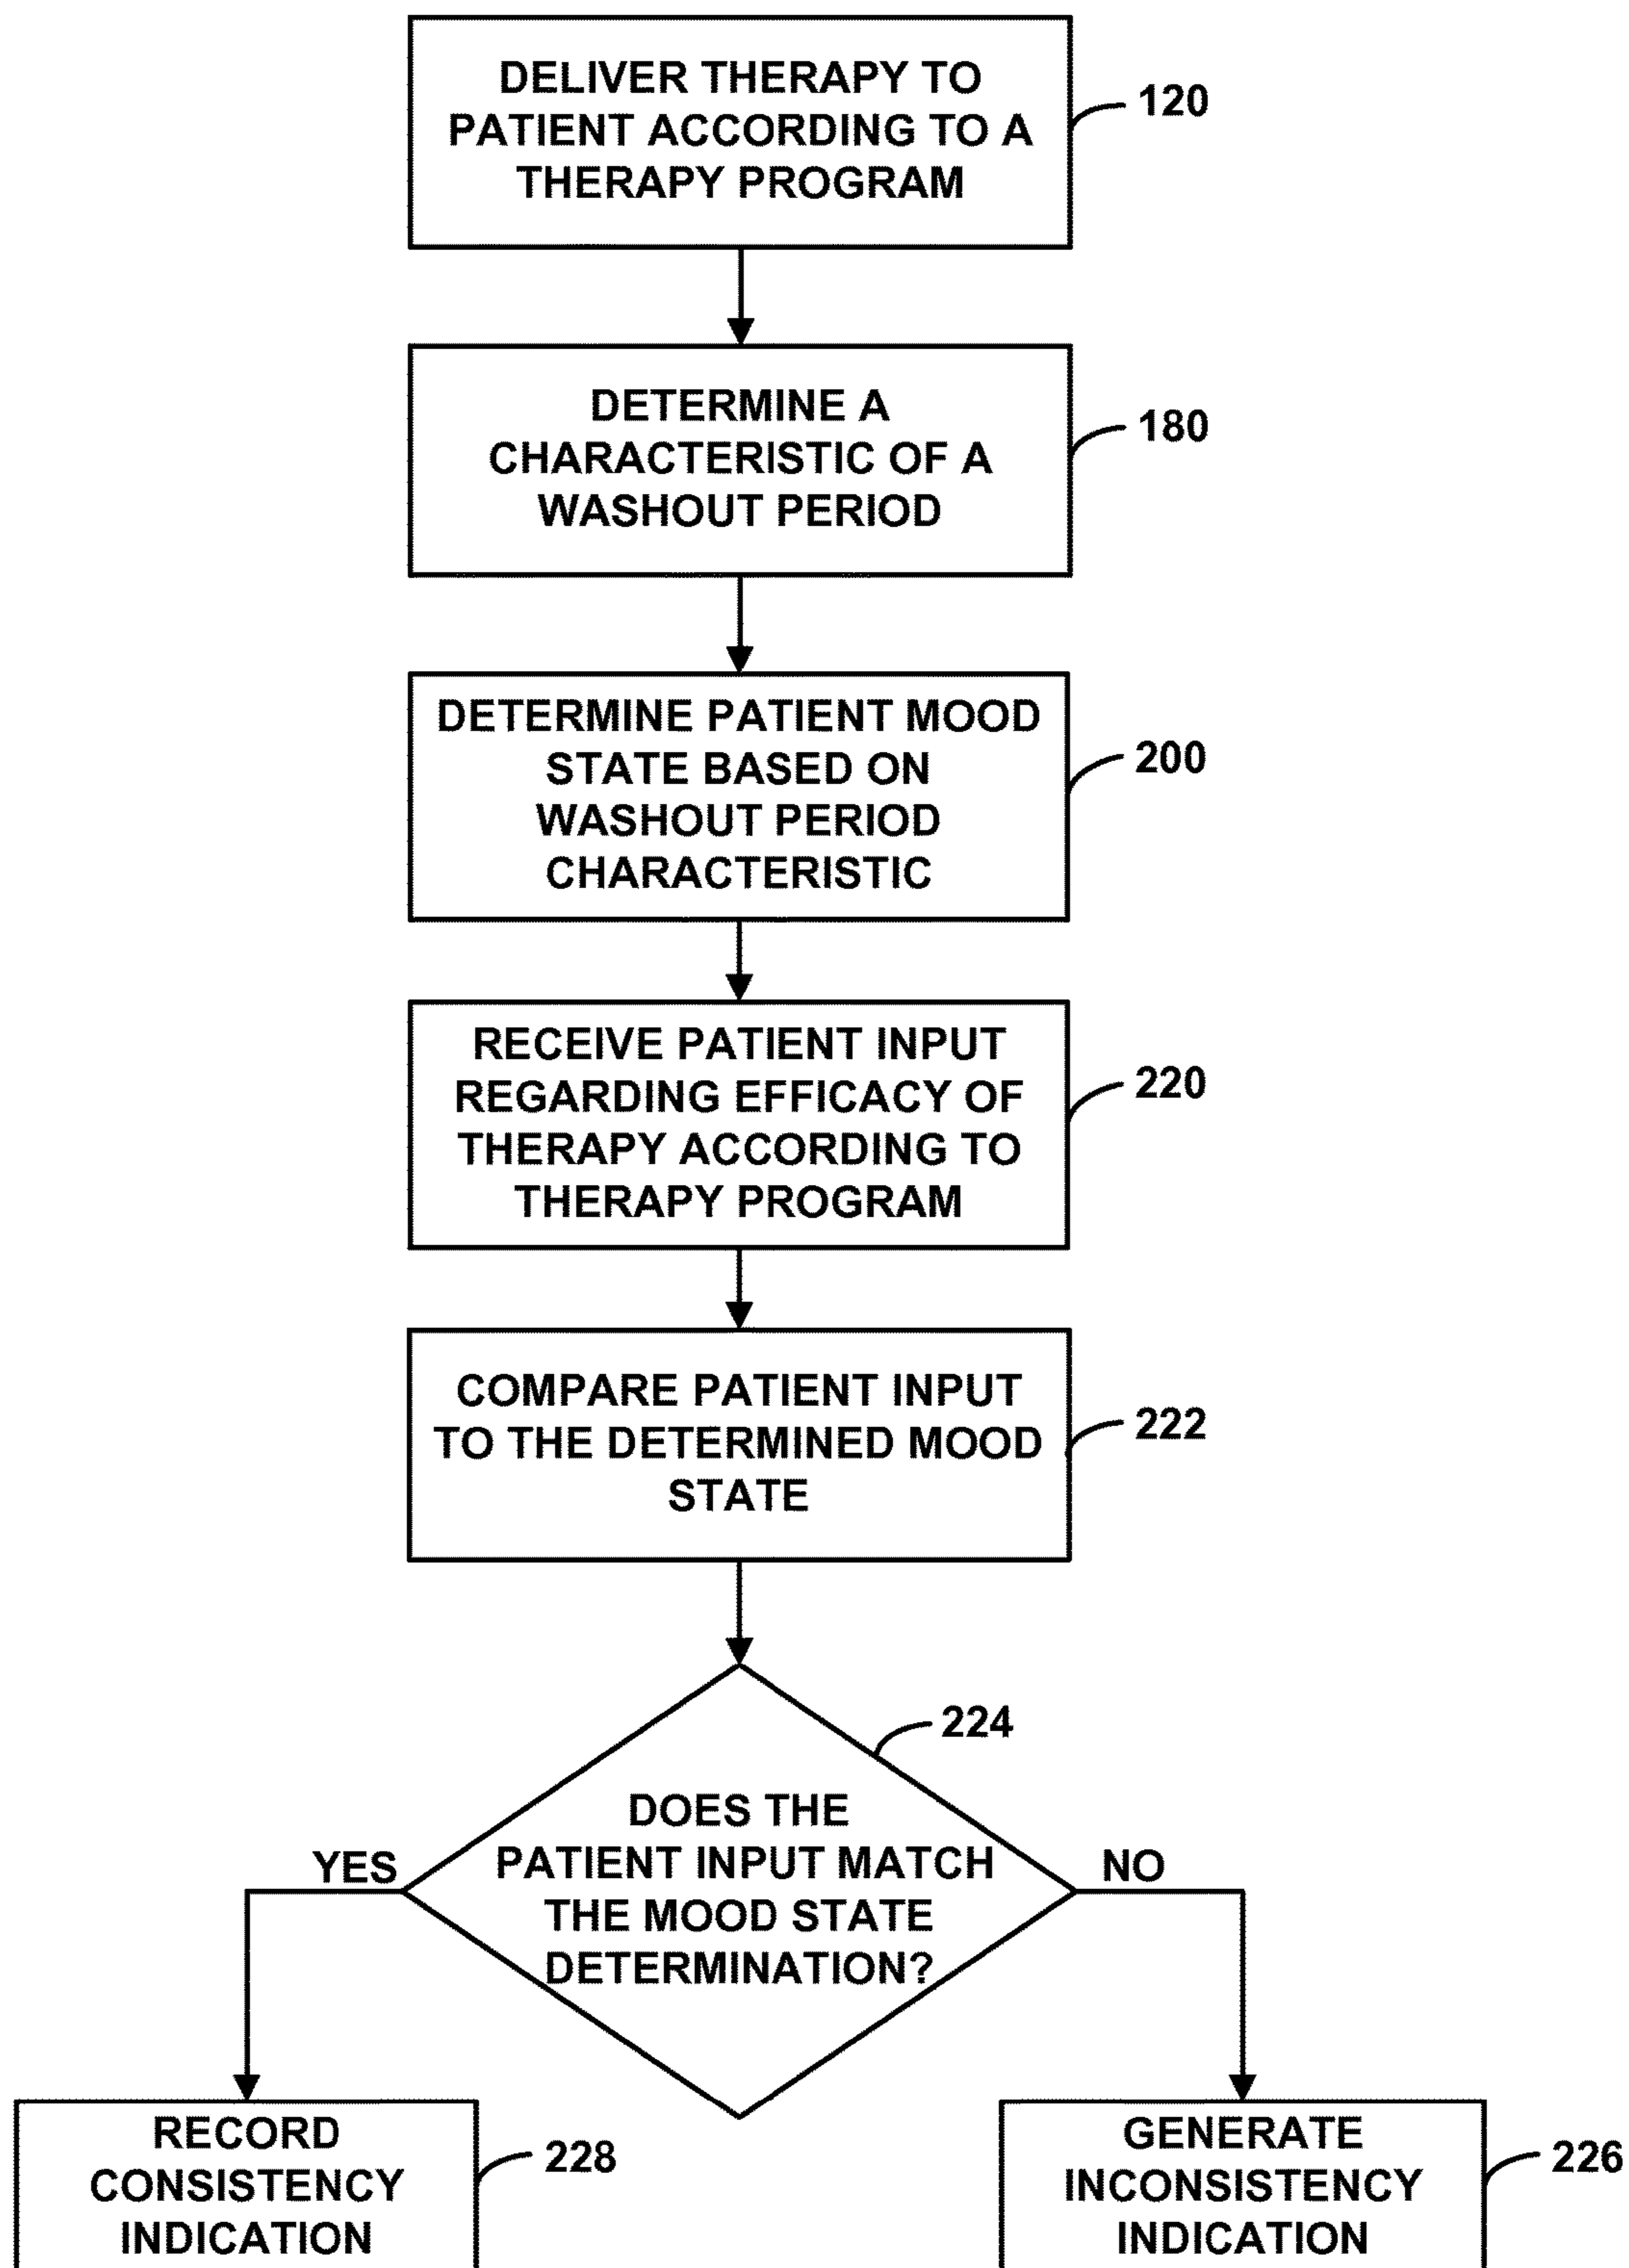 DELIVER THERAPY TO
PATIENT ACCORDING TO A
THERAPY PROGRAM
120
DETERMINE A
CHARACTERISTIC OF A
WASHOUT PERIOD
180
DETERMINE PATIENT MOOD
STATE BASED ON
WASHOUT PERIOD
CHARACTERISTIC
200
RECEIVE PATIENT INPUT
REGARDING EFFICACY OF
THERAPY ACCORDING TO
THERAPY PROGRAM
220
COMPARE PATIENT INPUT
TO THE DETERMINED MOOD
STATE
222
224
DOES THE
PATIENT INPUT MATCH
THE MOOD STATE
DETERMINATION?
YES
NO
RECORD
CONSISTENCY
INDICATION
228
GENERATE
INCONSISTENCY
INDICATION
226